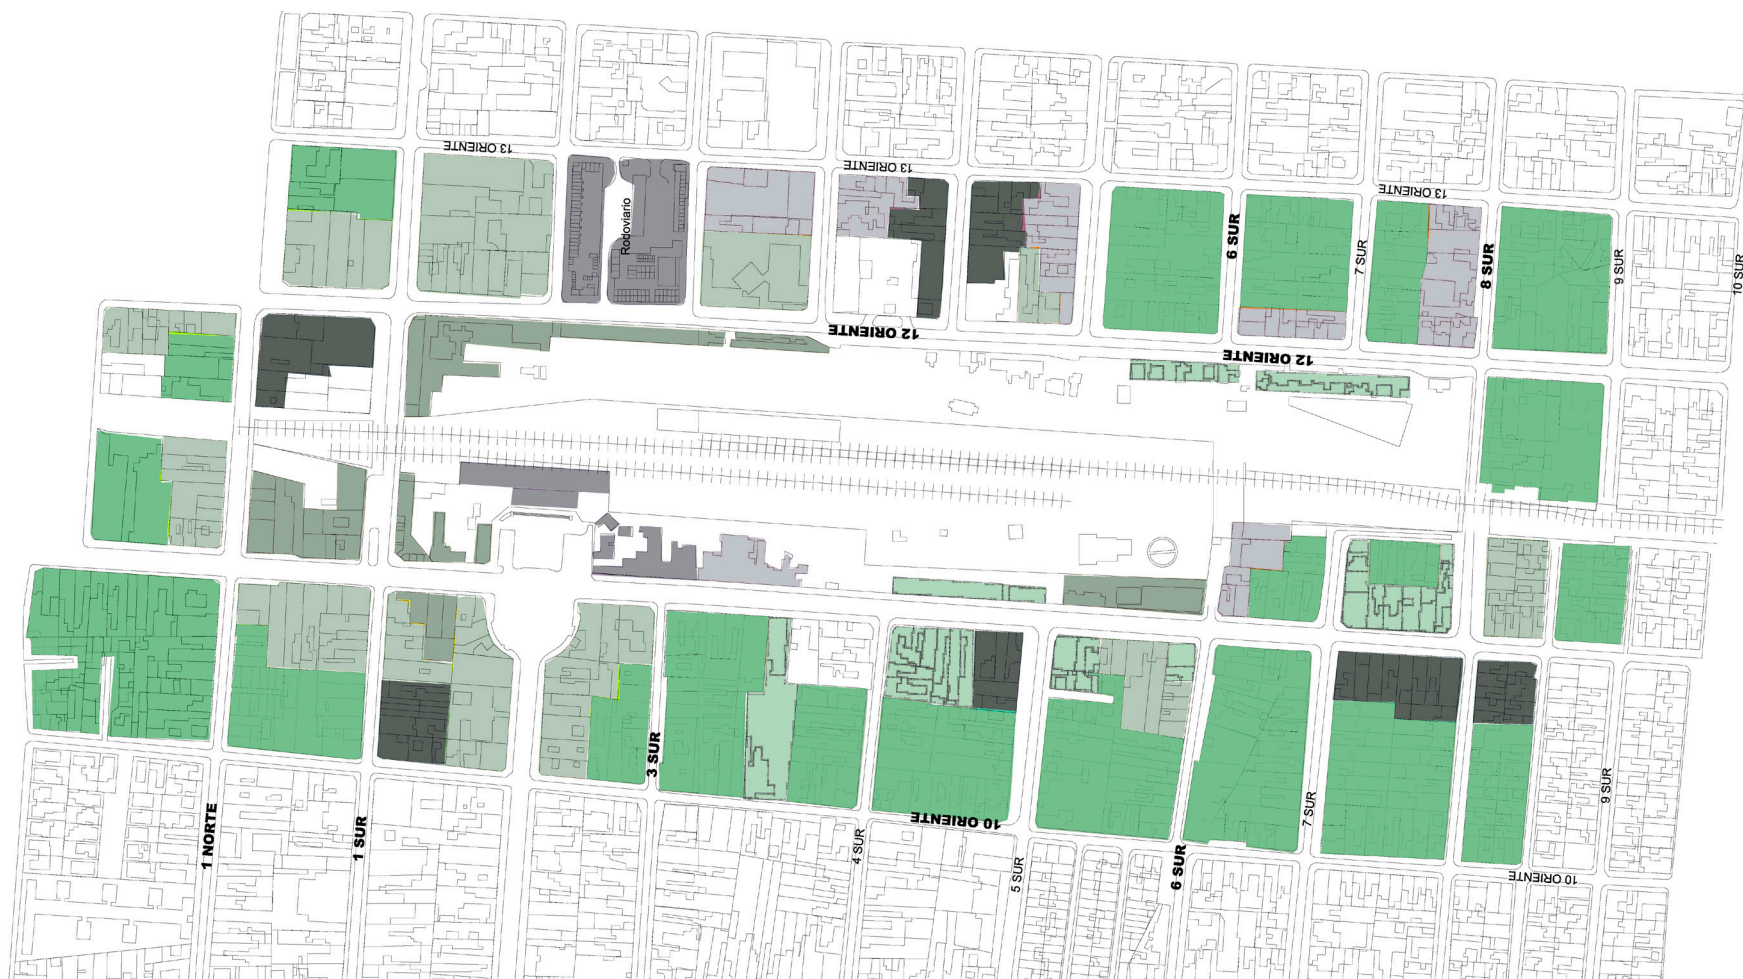 13 ORIENTE
13 ORIENTE
13 ORIENTE
Rodoviario
6 SUR
7 SUR
8 SUR
9 SUR
10 SUR
12 ORIENTE
12 ORIENTE
3 SUR
1 NORTE
1 SUR
4 SUR
10 ORIENTE
5 SUR
6 SUR
7 SUR
9 SUR
10 ORIENTE